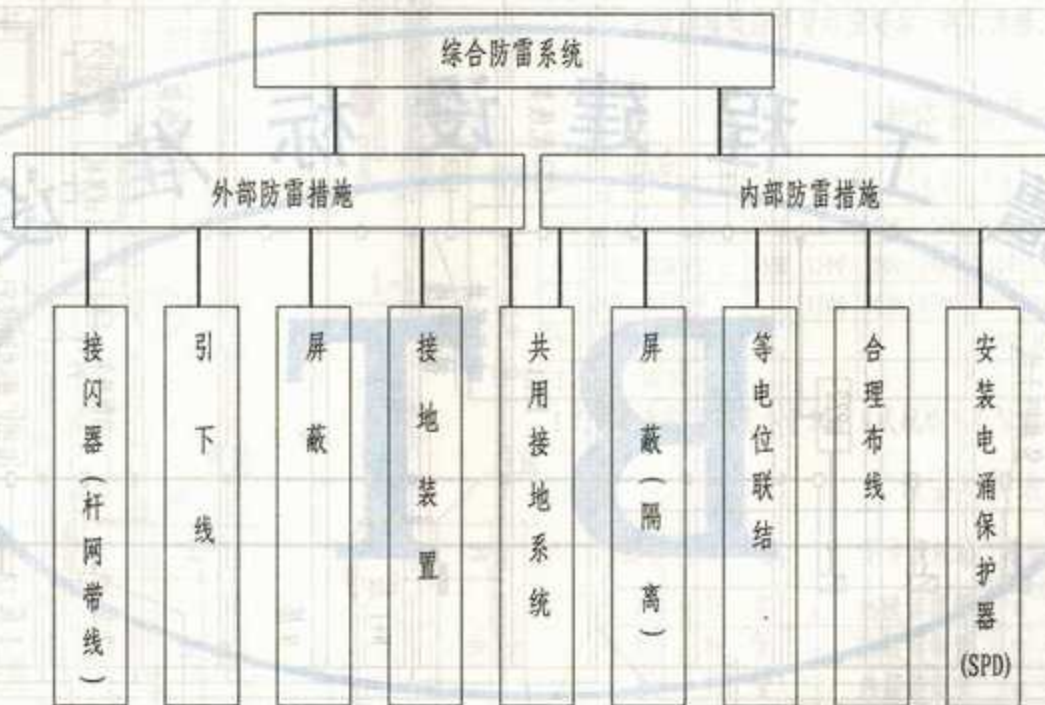 综合防雷系统
外部防雷措施
内部防雷措施
接闪器(杆网带线)
引下线
屏蔽
接地装置
共用接地系统
屏蔽(隔离)
等电位联结
合理布线
安装电涌保护器(SPD)